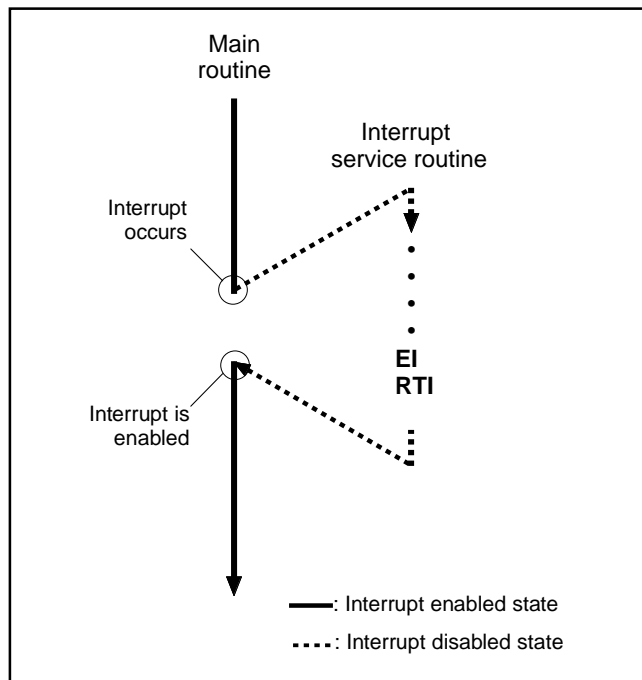 Main
routine
Interrupt
service routine
Interrupt
occurs
EI
RTI
Interrupt is
enabled
: Interrupt enabled state
: Interrupt disabled state